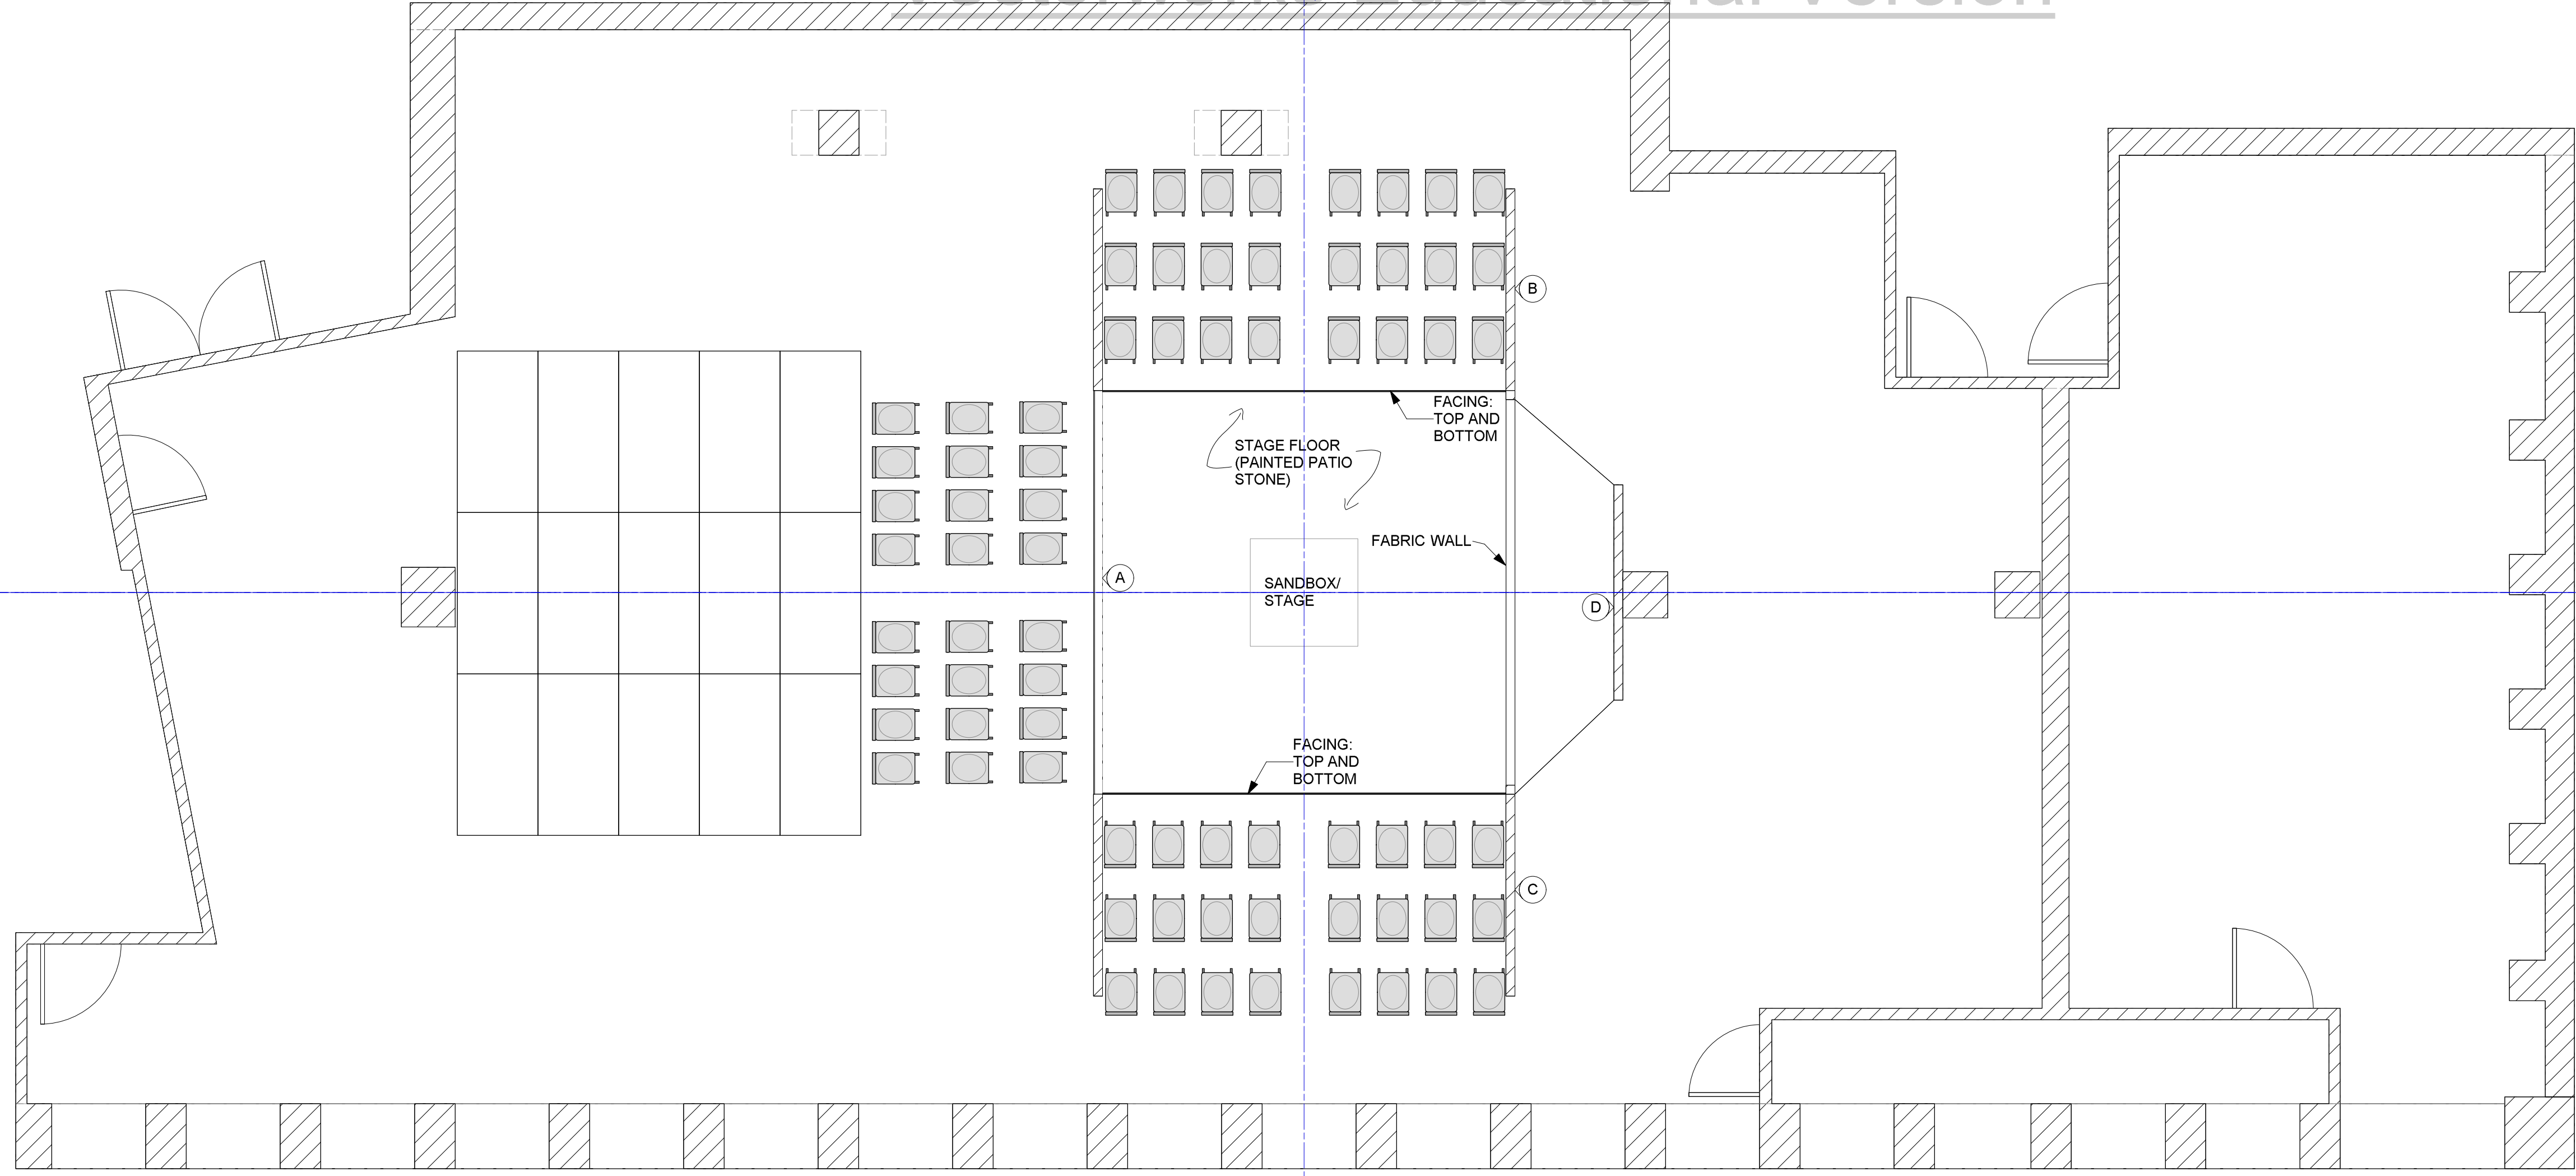 B
FACING:
TOP AND
BOTTOM
STAGE FLOOR
(PAINTED PATIO
STONE)
FABRIC WALL
A
SANDBOX/
STAGE
D
FACING:
TOP AND
BOTTOM
C